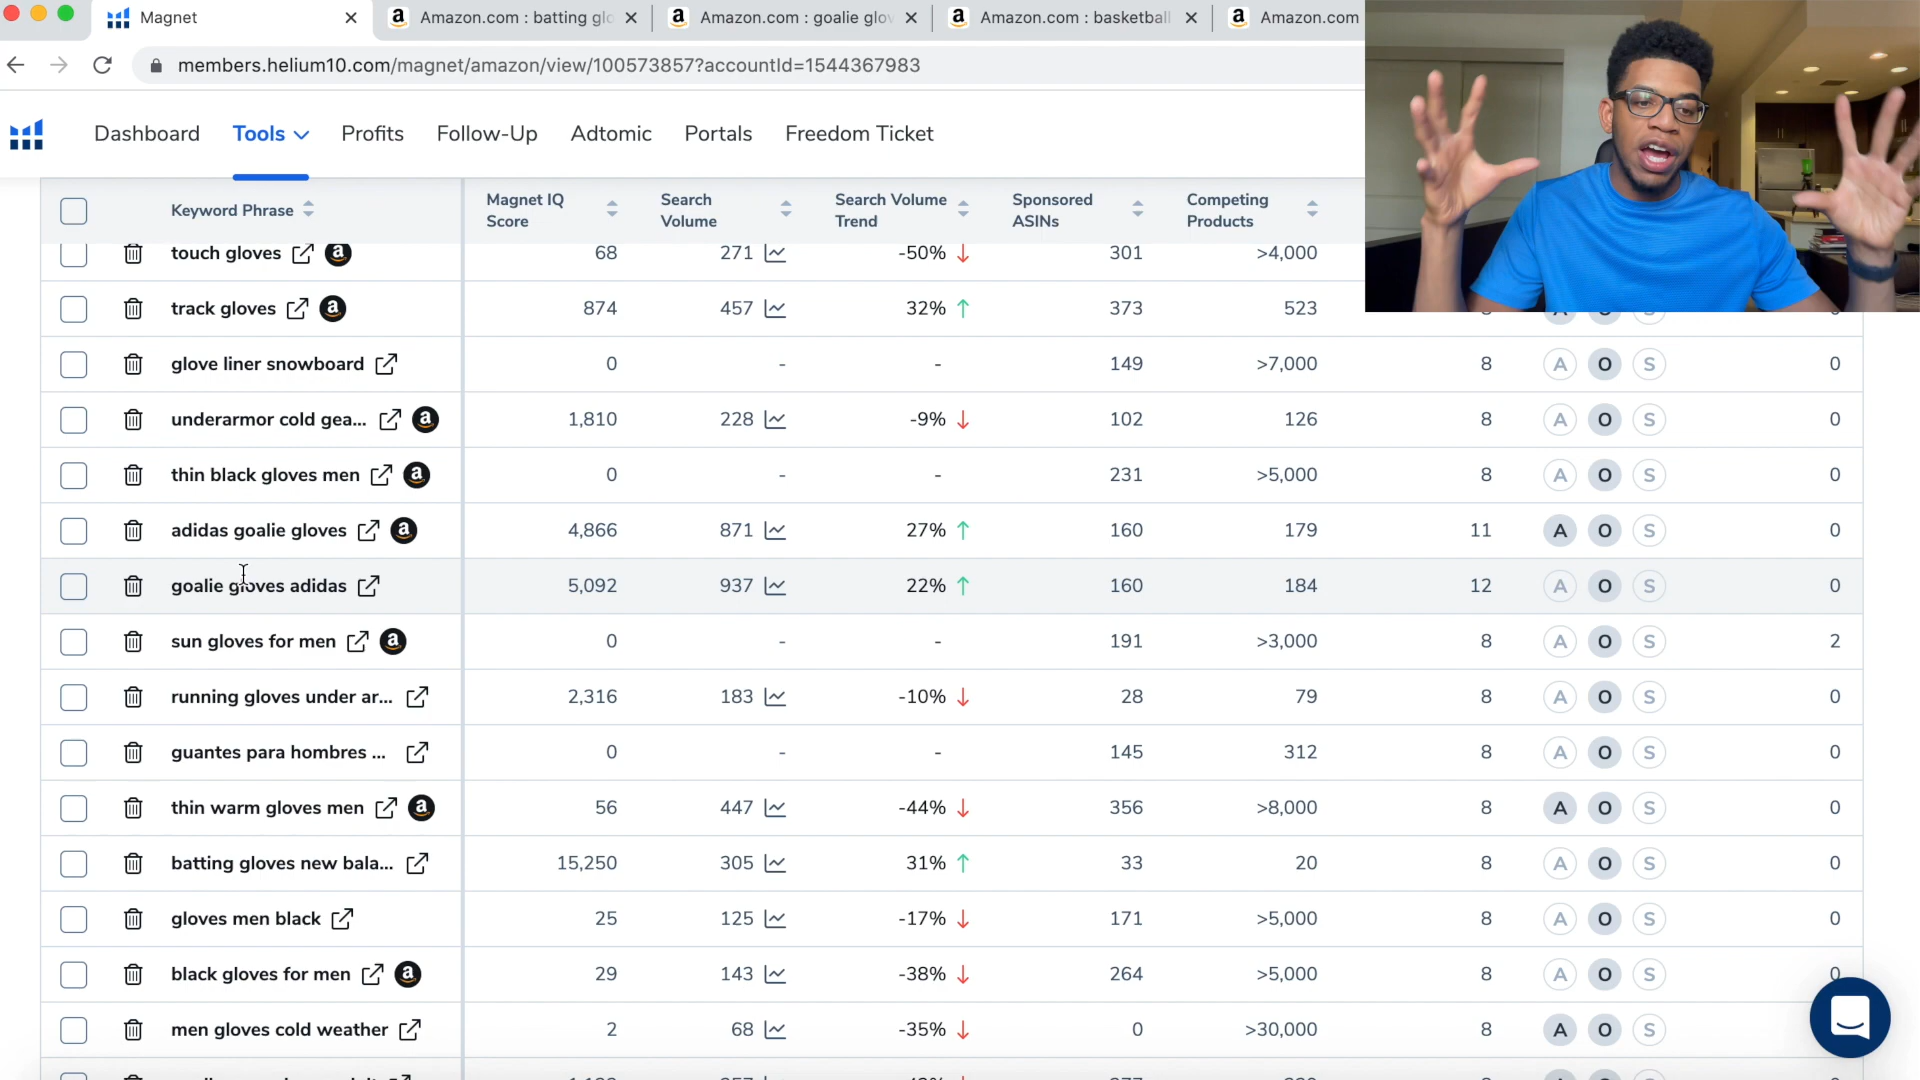 Magnet
Amazon.com : batting glo
Amazon.com : goalie glov
Amazon.com : basketball
Amazon.com
members.helium10.com/magnet/amazon/view/100573857?accountId=1544367983
Dashboard Tools Profits Follow-Up Adtomic Portals Freedom Ticket
Keyword Phrase
Magnet IQ
Score
Search
Volume
Search Volume
Trend
Sponsored
ASINs
Competing
Products
touch gloves a 68 271 -50% 301 >4,000
track gloves a 874 457 32% 373 523
glove liner snowboard 0 - - 149 >7,000 8 A O S 0
underarmor cold gea... a 1,810 228 -9% 102 126 8 A O S 0
thin black gloves men a 0 - - 231 >5,000 8 A O S 0
adidas goalie gloves a 4,866 871 27% 160 179 11 A O S 0
goalie gloves adidas 5,092 937 22% 160 184 12 A O S 0
sun gloves for men a 0 - - 191 >3,000 8 A O S 2
running gloves under ar... 2,316 183 -10% 28 79 8 A O S 0
guantes para hombres ... 0 - - 145 312 8 A O S 0
thin warm gloves men a 56 447 -44% 356 >8,000 8 A O S 0
batting gloves new bala... 15,250 305 31% 33 20 8 A O S 0
gloves men black 25 125 -17% 171 >5,000 8 A O S 0
black gloves for men a 29 143 -38% 264 >5,000 8 A O S 0
men gloves cold weather 2 68 -35% 0 >30,000 8 A O S